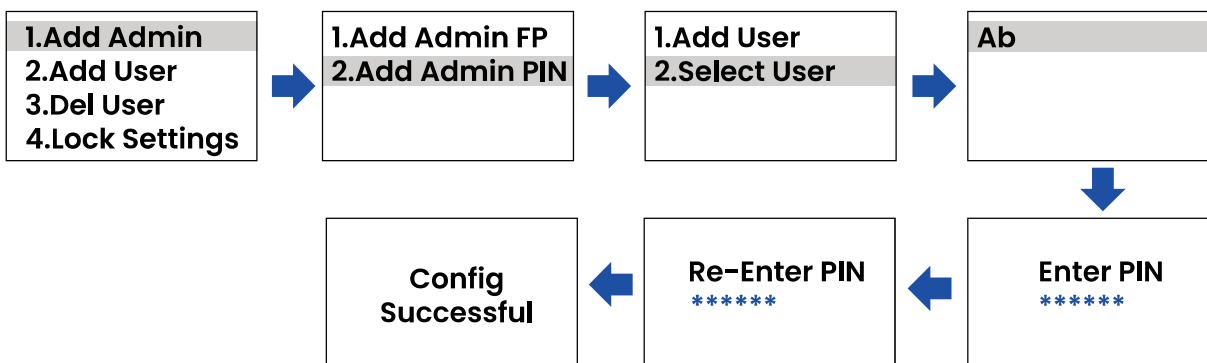 1.Add Admin
2.Add User
3.Del User
4.Lock Settings
1.Add Admin FP
2.Add Admin PIN
1.Add User
2.Select User
Ab
Enter PIN
******
Re-Enter PIN
******
Config
Successful